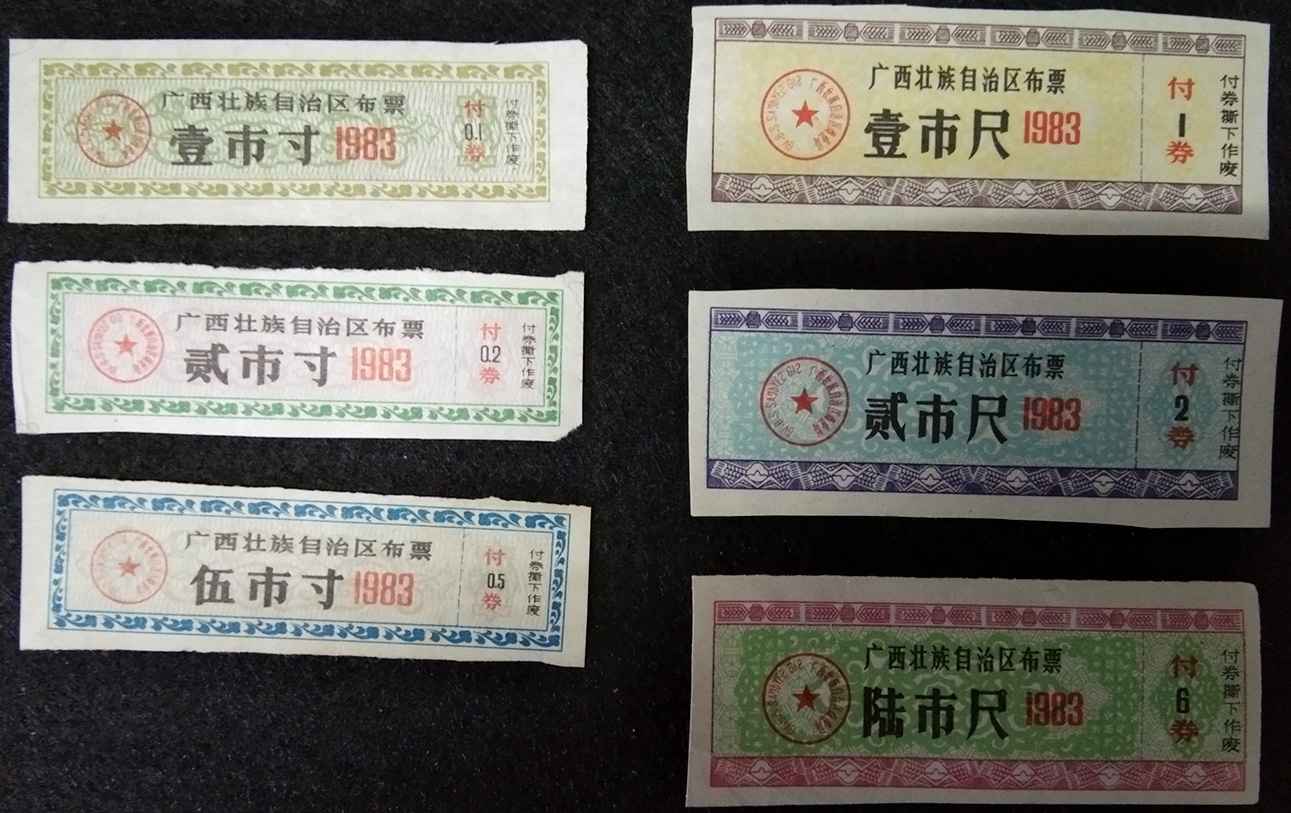 广西壮族自治区布票
壹市寸 1983
付
0.1
券
付券撕下作废
广西壮族自治区布票
贰市寸 1983
付
0.2
券
付券撕下作废
广西壮族自治区布票
伍市寸 1983
付
0.5
券
付券撕下作废
广西壮族自治区布票
壹市尺 1983
付
1
券
付券撕下作废
广西壮族自治区布票
贰市尺 1983
付
2
券
付券撕下作废
广西壮族自治区布票
陆市尺 1983
付
6
券
付券撕下作废